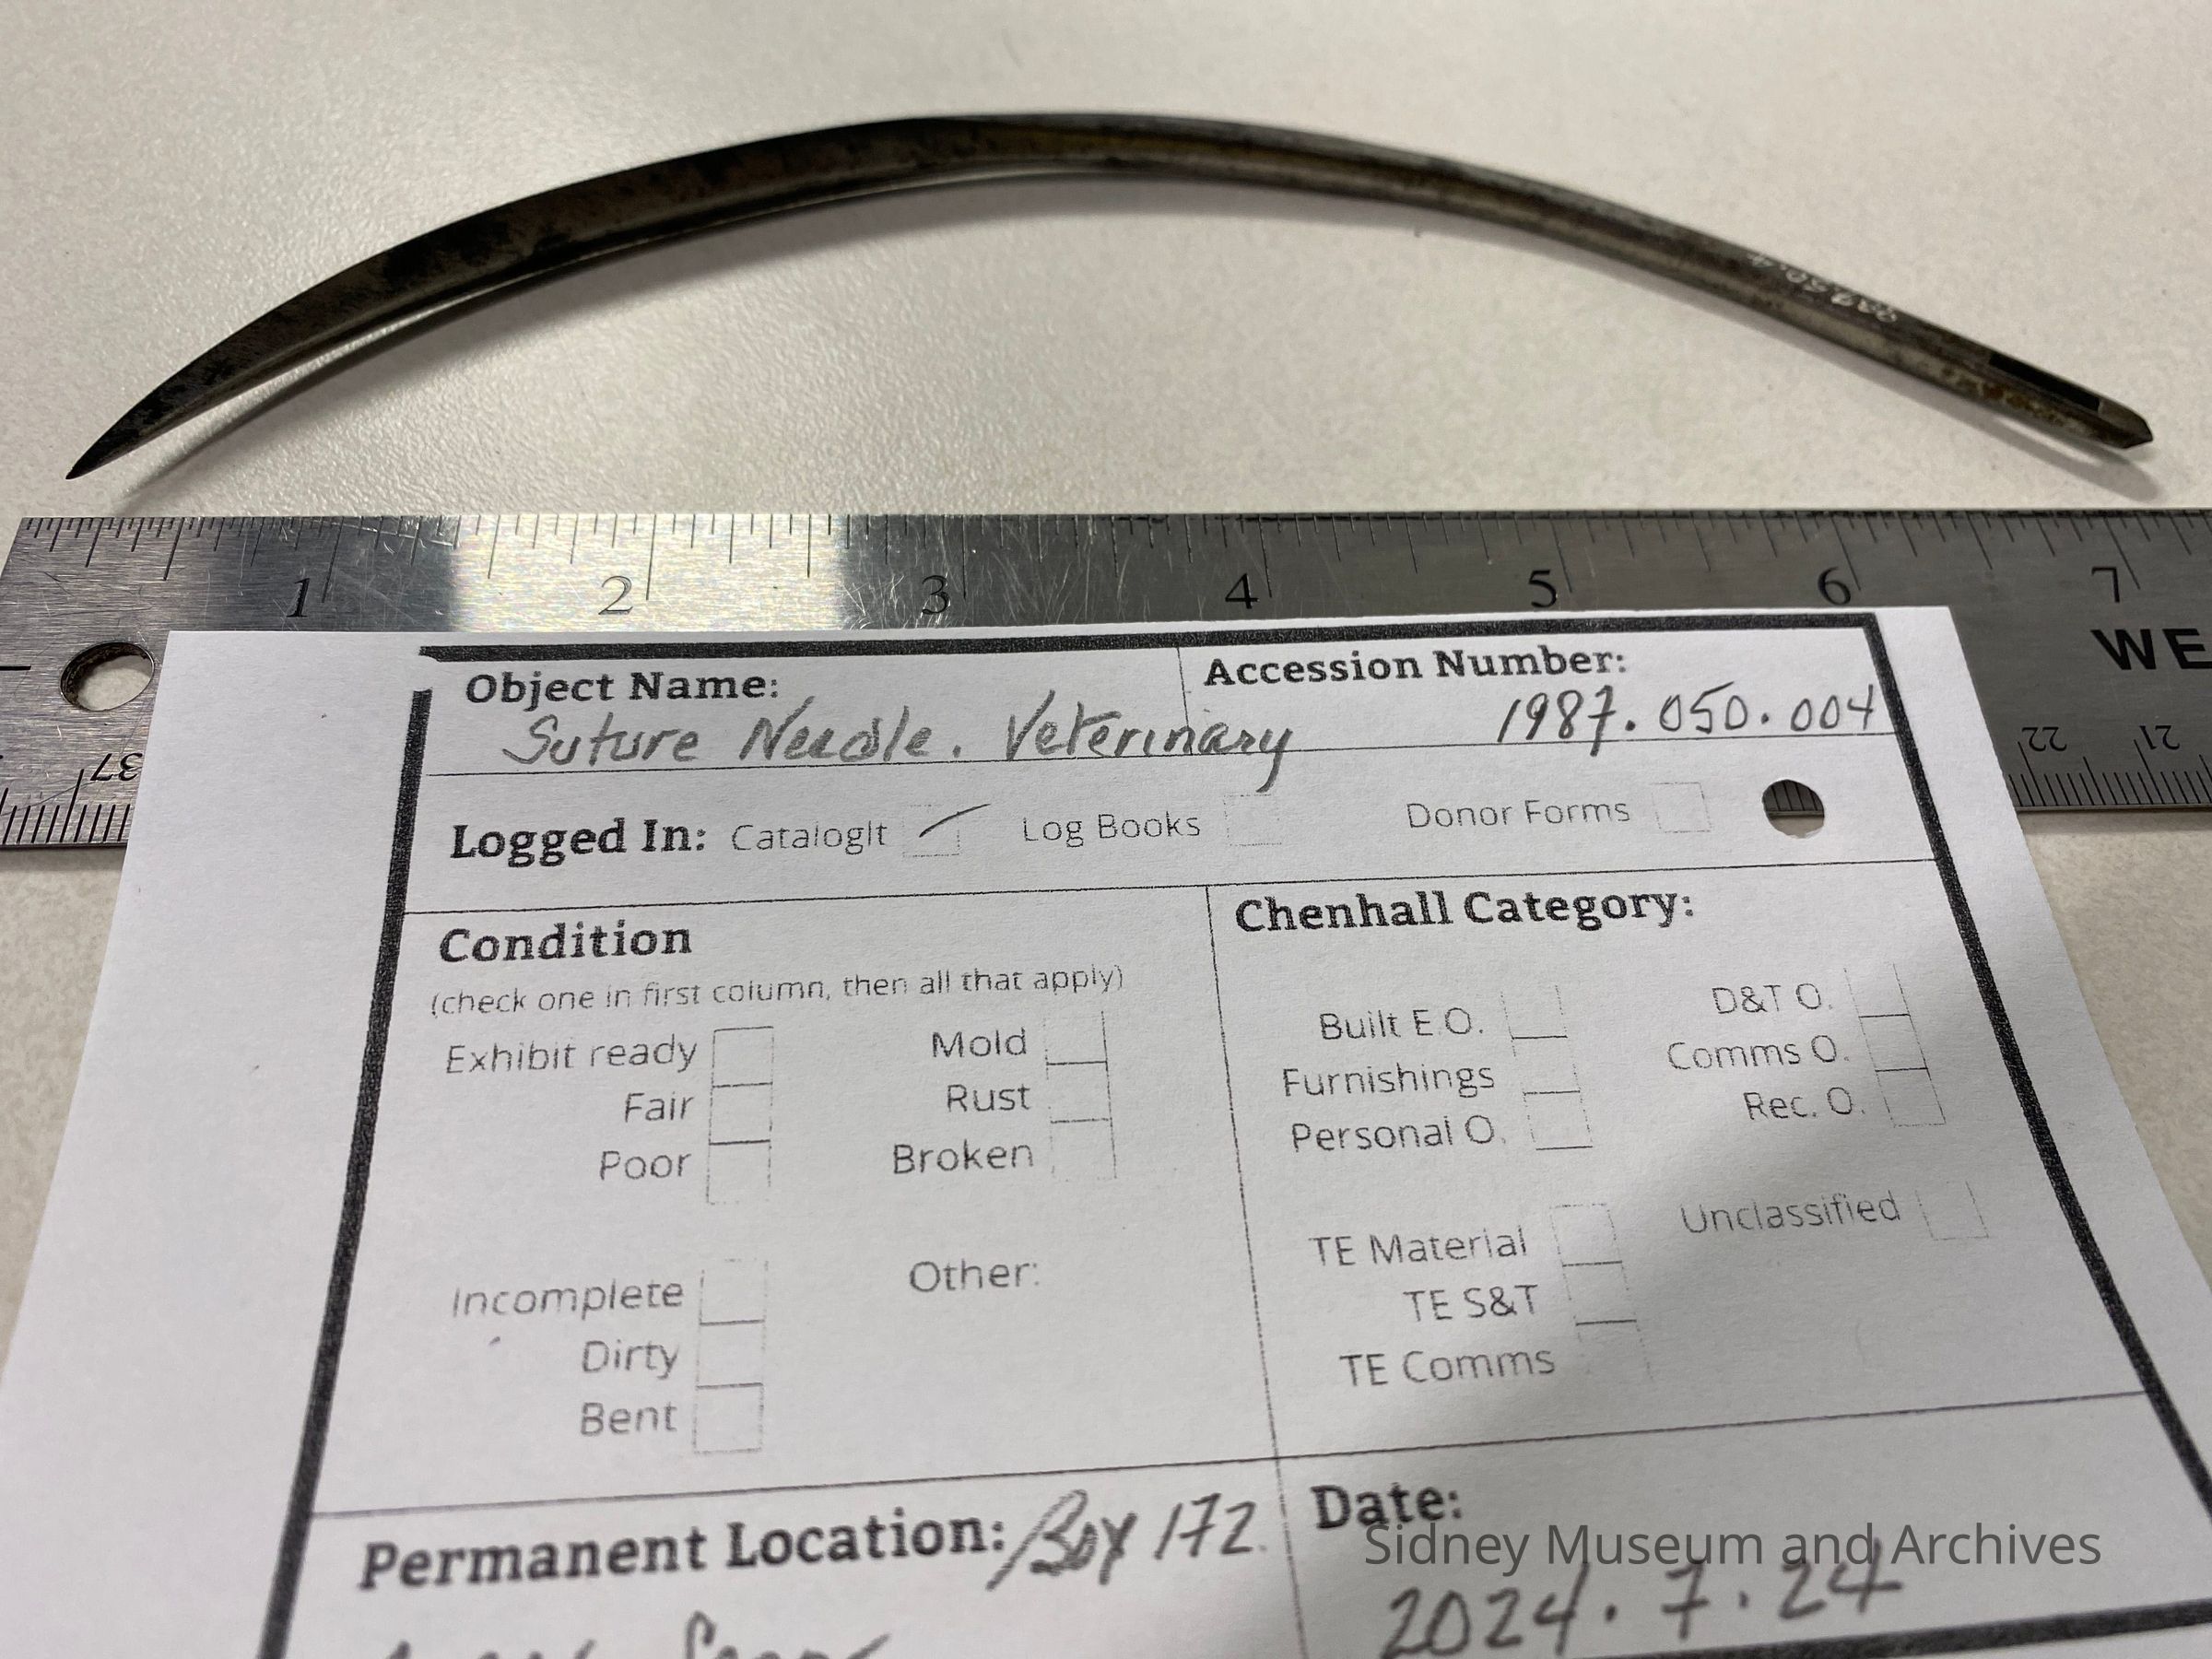 1 2 3 4 5 6 7
WE
37
22 21
Object Name:
Suture Needle. Veterinary
Accession Number:
1987.050.004
Logged In: CatalogIt Log Books Donor Forms
Condition
(check one in first column, then all that apply)
Exhibit ready Mold
Fair Rust
Poor Broken
Incomplete Other:
Dirty
Bent
Chenhall Category:
Built E.O. D&T O.
Furnishings Comms O.
Personal O. Rec. O.
TE Material Unclassified
TE S&T
TE Comms
Permanent Location: Box 172.
Date:
2024.7.24
Sidney Museum and Archives